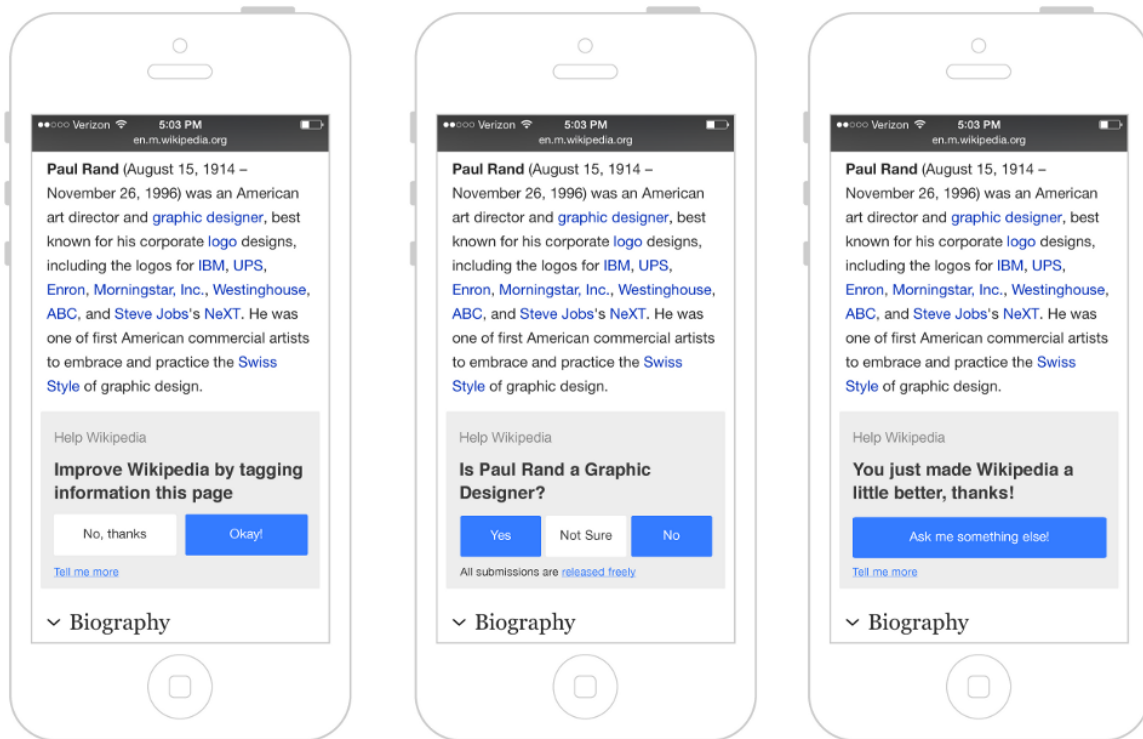 Verizon 5:03 PM
en.m.wikipedia.org
Paul Rand (August 15, 1914 –
November 26, 1996) was an American
art director and graphic designer, best
known for his corporate logo designs,
including the logos for IBM, UPS,
Enron, Morningstar, Inc., Westinghouse,
ABC, and Steve Jobs's NeXT. He was
one of first American commercial artists
to embrace and practice the Swiss
Style of graphic design.
Help Wikipedia
Improve Wikipedia by tagging
information this page
No, thanks Okay!
Tell me more
Biography
Verizon 5:03 PM
en.m.wikipedia.org
Paul Rand (August 15, 1914 –
November 26, 1996) was an American
art director and graphic designer, best
known for his corporate logo designs,
including the logos for IBM, UPS,
Enron, Morningstar, Inc., Westinghouse,
ABC, and Steve Jobs's NeXT. He was
one of first American commercial artists
to embrace and practice the Swiss
Style of graphic design.
Help Wikipedia
Is Paul Rand a Graphic
Designer?
Yes Not Sure No
All submissions are released freely
Biography
Verizon 5:03 PM
en.m.wikipedia.org
Paul Rand (August 15, 1914 –
November 26, 1996) was an American
art director and graphic designer, best
known for his corporate logo designs,
including the logos for IBM, UPS,
Enron, Morningstar, Inc., Westinghouse,
ABC, and Steve Jobs's NeXT. He was
one of first American commercial artists
to embrace and practice the Swiss
Style of graphic design.
Help Wikipedia
You just made Wikipedia a
little better, thanks!
Ask me something else!
Tell me more
Biography